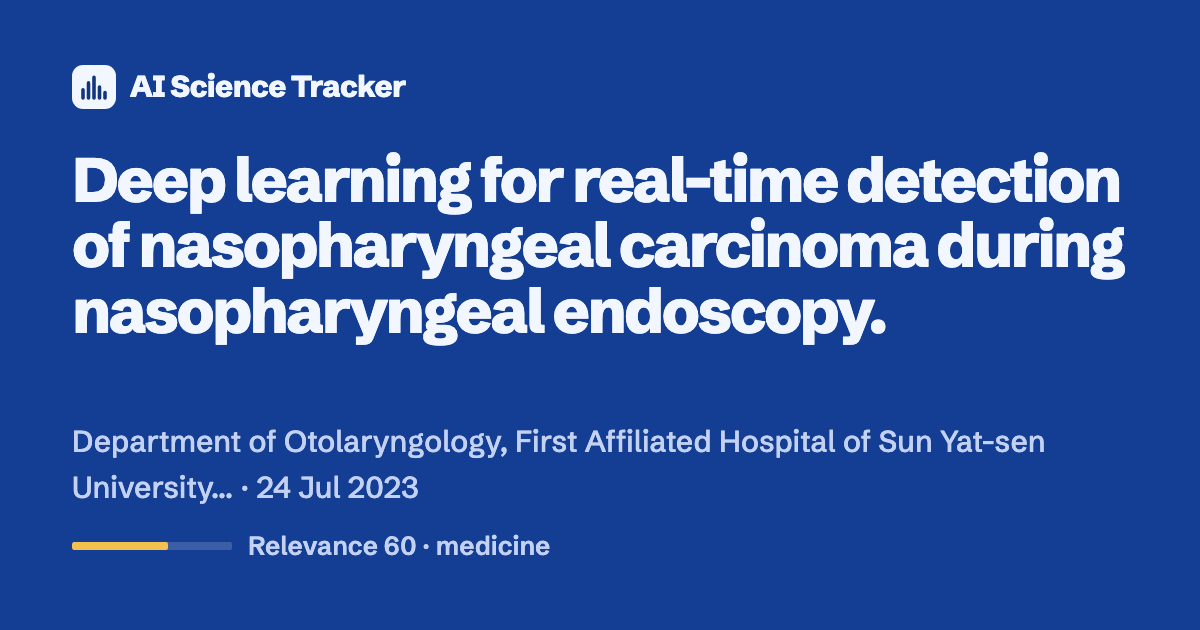 AI Science Tracker
Deep learning for real-time detection
of nasopharyngeal carcinoma during
nasopharyngeal endoscopy.
Department of Otolaryngology, First Affiliated Hospital of Sun Yat-sen
University... · 24 Jul 2023
Relevance 60 · medicine